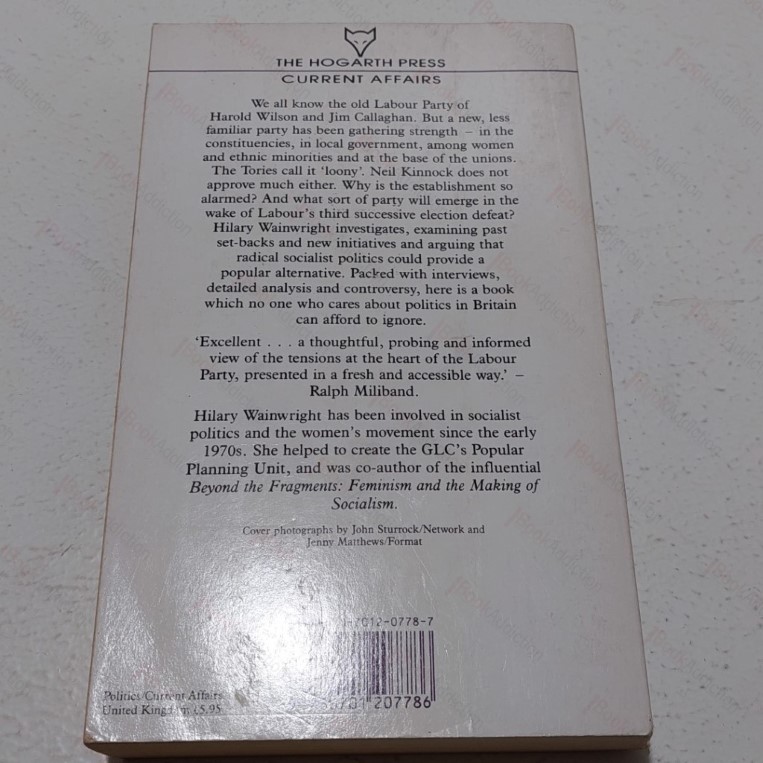 THE HOGARTH PRESS
CURRENT AFFAIRS
We all know the old Labour Party of
Harold Wilson and Jim Callaghan. But a new, less
familiar party has been gathering strength – in the
constituencies, in local government, among women
and ethnic minorities and at the base of the unions.
The Tories call it 'loony'. Neil Kinnock does not
approve much either. Why is the establishment so
alarmed? And what sort of party will emerge in the
wake of Labour's third successive election defeat?
Hilary Wainwright investigates, examining past
set-backs and new initiatives and arguing that
radical socialist politics could provide a
popular alternative. Packed with interviews,
detailed analysis and controversy, here is a book
which no one who cares about politics in Britain
can afford to ignore.
'Excellent . . . a thoughtful, probing and informed
view of the tensions at the heart of the Labour
Party, presented in a fresh and accessible way.' –
Ralph Miliband.
Hilary Wainwright has been involved in socialist
politics and the women's movement since the early
1970s. She helped to create the GLC's Popular
Planning Unit, and was co-author of the influential
Beyond the Fragments: Feminism and the Making of
Socialism.
Cover photographs by John Sturrock/Network and
Jenny Matthews/Format
7012-0778-7
701 207786
Politics/Current Affairs
United Kingdom £5.95